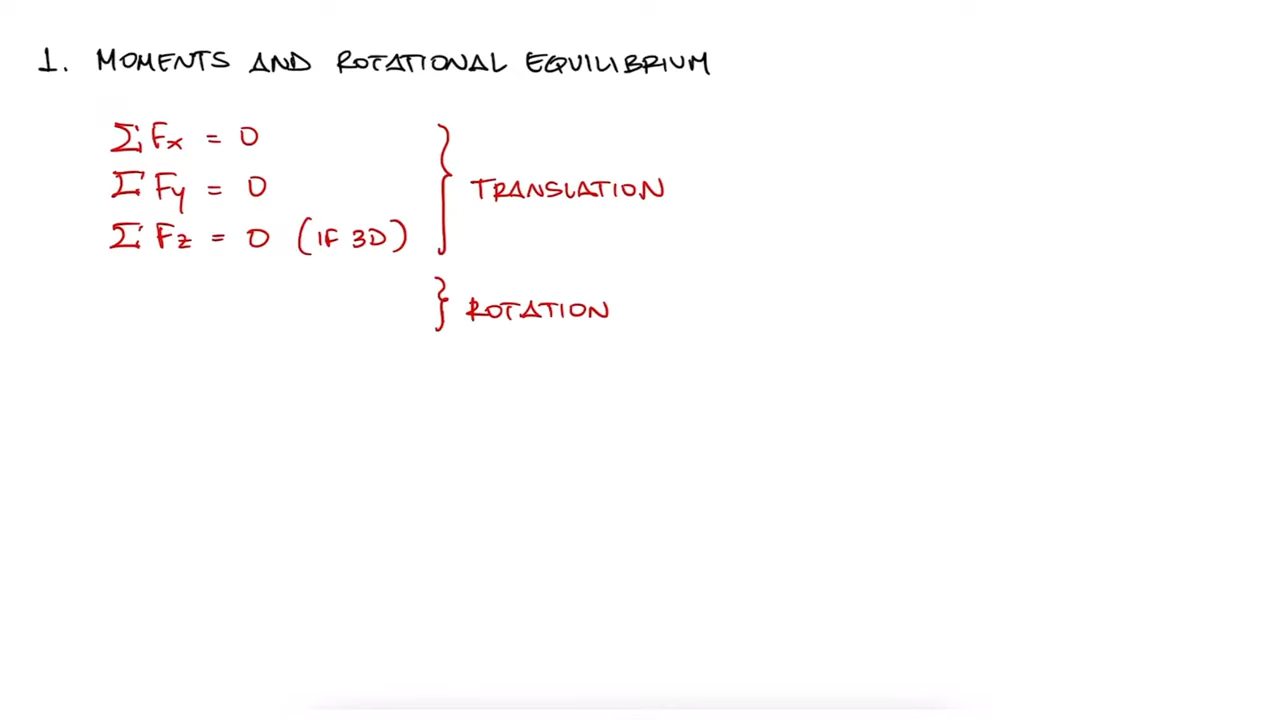 1. MOMENTS AND ROTATIONAL EQUILIBRIUM
ΣFx = 0
ΣFy = 0
ΣFz = 0 (IF 3D)
} TRANSLATION
} ROTATION